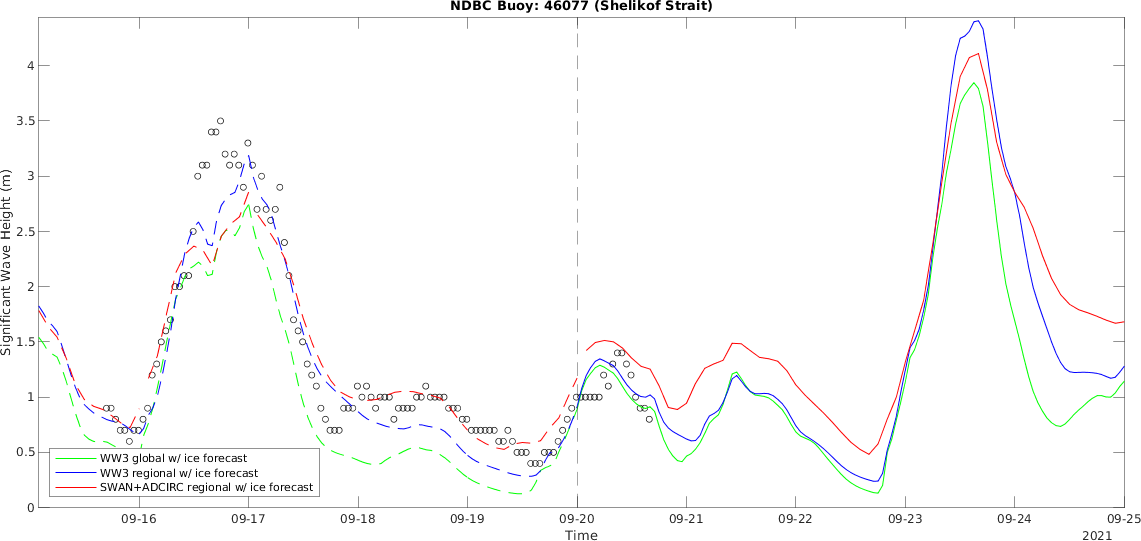 NDBC Buoy: 46077 (Shelikof Strait)
Significant Wave Height (m)
4
3.5
3
2.5
2
1.5
1
0.5
0
WW3 global w/ ice forecast
WW3 regional w/ ice forecast
SWAN+ADCIRC regional w/ ice forecast
09-16 09-17 09-18 09-19 09-20 09-21 09-22 09-23 09-24 09-25
Time
2021